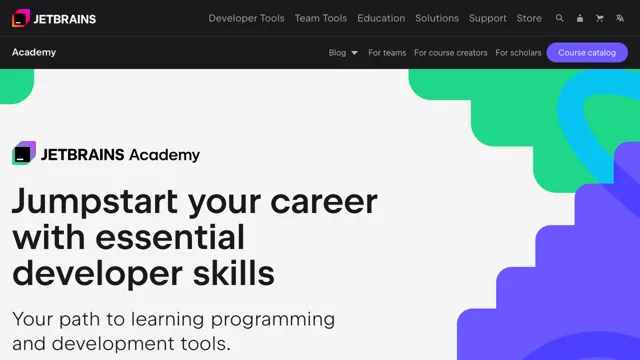 JETBRAINS
Developer Tools Team Tools Education Solutions Support Store
Academy
Blog For teams For course creators For scholars Course catalog
JETBRAINS Academy
Jumpstart your career
with essential
developer skills
Your path to learning programming
and development tools.